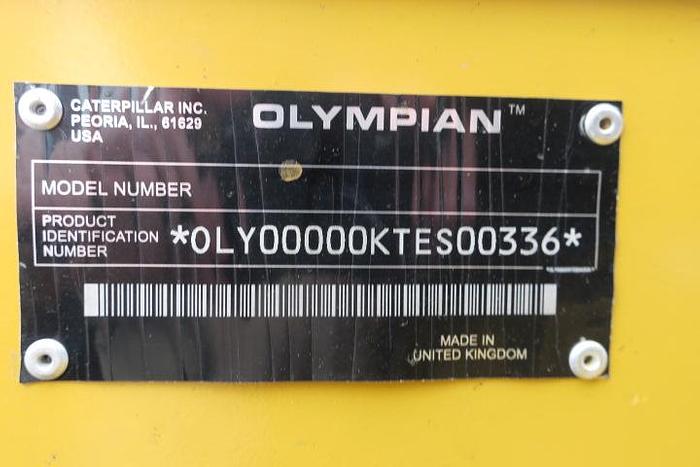 CATERPILLAR INC.
PEORIA, IL., 61629
USA
OLYMPIAN™
MODEL NUMBER
PRODUCT
IDENTIFICATION
NUMBER
*OLY00000KTES00336*
MADE IN
UNITED KINGDOM